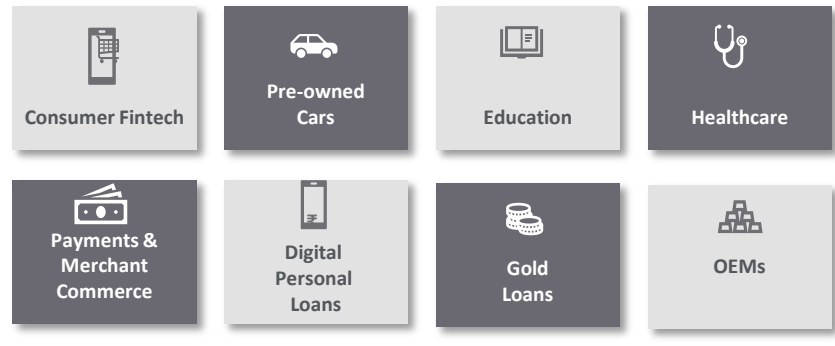 Consumer Fintech
Pre-owned
Cars
Education
Healthcare
Payments &
Merchant
Commerce
₹
Digital
Personal
Loans
Gold
Loans
OEMs